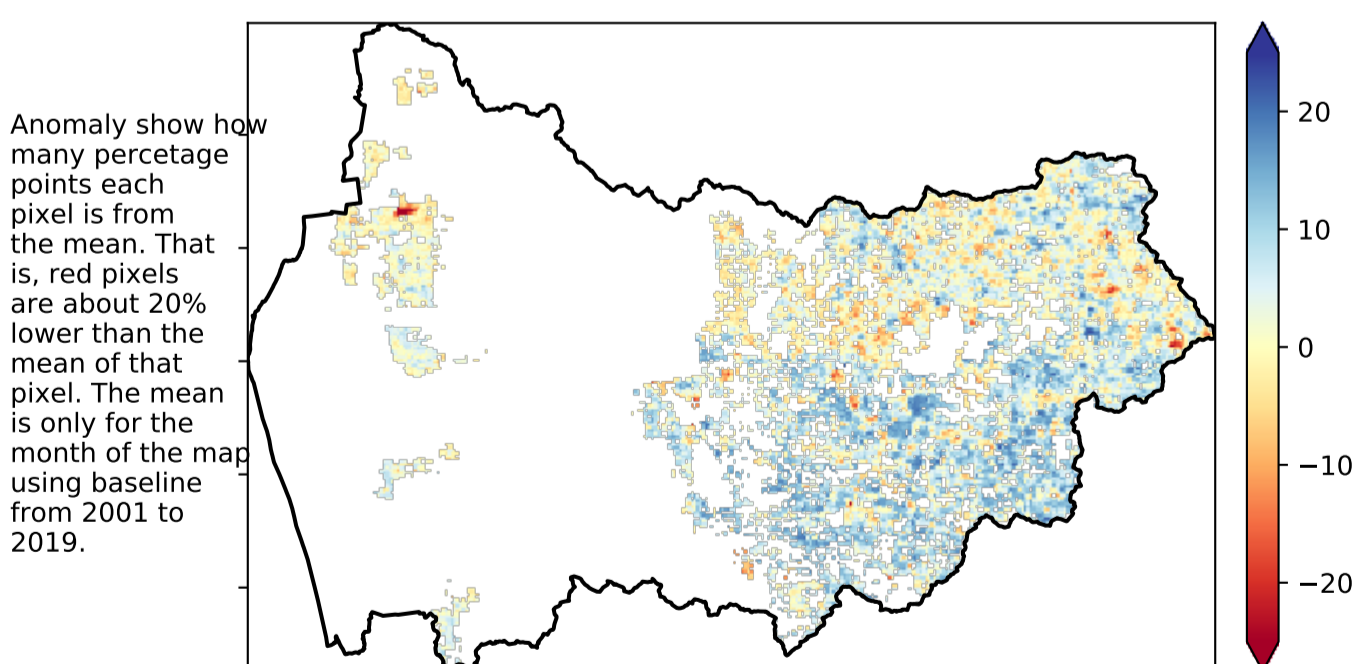 Anomaly show how
many percetage
points each
pixel is from
the mean. That
is, red pixels
are about 20%
lower than the
mean of that
pixel. The mean
is only for the
month of the map
using baseline
from 2001 to
2019.
20
10
0
−10
−20